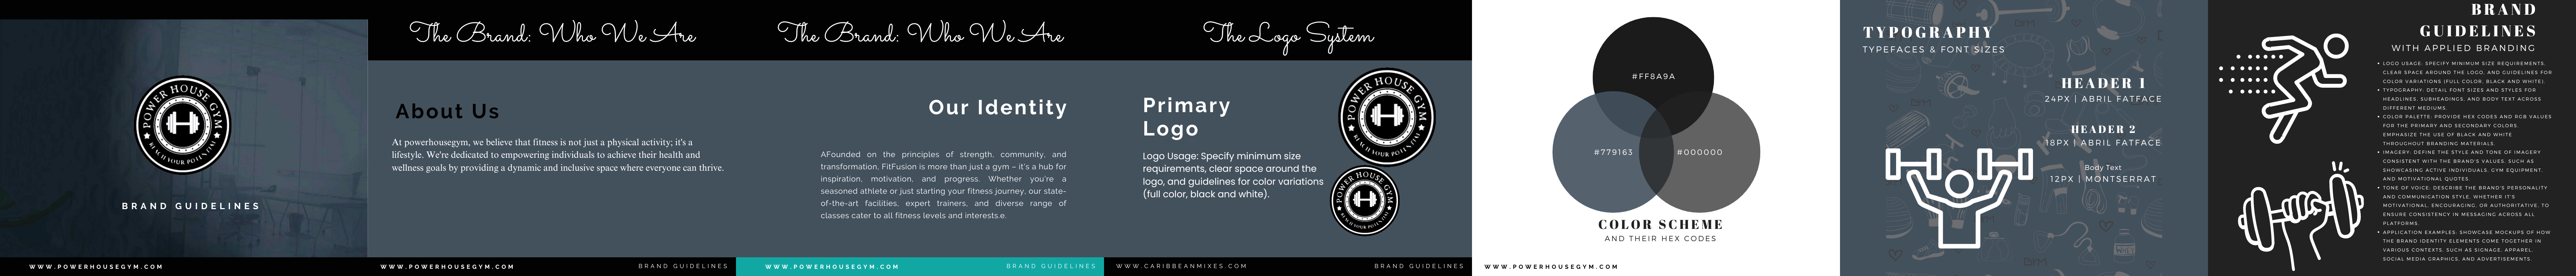 POWER HOUSE GYM
REACH YOUR POTENTIAL
BRAND GUIDELINES
WWW.POWERHOUSEGYM.COM
The Brand: Who We Are
About Us
At powerhousegym, we believe that fitness is not just a physical activity; it's a
lifestyle. We're dedicated to empowering individuals to achieve their health and
wellness goals by providing a dynamic and inclusive space where everyone can thrive.
WWW.POWERHOUSEGYM.COM
BRAND GUIDELINES
The Brand: Who We Are
Our Identity
AFounded on the principles of strength, community, and
transformation, FitFusion is more than just a gym – it's a hub for
inspiration, motivation, and progress. Whether you're a
seasoned athlete or just starting your fitness journey, our state-
of-the-art facilities, expert trainers, and diverse range of
classes cater to all fitness levels and interests.e.
WWW.POWERHOUSEGYM.COM
BRAND GUIDELINES
The Logo System
Primary
Logo
Logo Usage: Specify minimum size
requirements, clear space around the
logo, and guidelines for color variations
(full color, black and white).
POWER HOUSE GYM
REACH YOUR POTENTIAL
POWER HOUSE GYM
REACH YOUR POTENTIAL
WWW.CARIBBEANMIXES.COM
BRAND GUIDELINES
#FF8A9A
#779163
#000000
COLOR SCHEME
AND THEIR HEX CODES
WWW.POWERHOUSEGYM.COM
TYPOGRAPHY
TYPEFACES & FONT SIZES
HEADER 1
24PX | ABRIL FATFACE
HEADER 2
18PX | ABRIL FATFACE
Body Text
12PX | MONTSERRAT
BRAND
GUIDELINES
WITH APPLIED BRANDING
• LOGO USAGE: SPECIFY MINIMUM SIZE REQUIREMENTS,
CLEAR SPACE AROUND THE LOGO, AND GUIDELINES FOR
COLOR VARIATIONS (FULL COLOR, BLACK AND WHITE).
• TYPOGRAPHY: DETAIL FONT SIZES AND STYLES FOR
HEADLINES, SUBHEADINGS, AND BODY TEXT ACROSS
DIFFERENT MEDIUMS.
• COLOR PALETTE: PROVIDE HEX CODES AND RGB VALUES
FOR THE PRIMARY AND SECONDARY COLORS.
EMPHASIZE THE USE OF BLACK AND WHITE
THROUGHOUT BRANDING MATERIALS.
• IMAGERY: DEFINE THE STYLE AND TONE OF IMAGERY
CONSISTENT WITH THE BRAND'S VALUES, SUCH AS
SHOWCASING ACTIVE INDIVIDUALS, GYM EQUIPMENT,
AND MOTIVATIONAL QUOTES.
• TONE OF VOICE: DESCRIBE THE BRAND'S PERSONALITY
AND COMMUNICATION STYLE, WHETHER IT'S
MOTIVATIONAL, ENCOURAGING, OR AUTHORITATIVE, TO
ENSURE CONSISTENCY IN MESSAGING ACROSS ALL
PLATFORMS.
• APPLICATION EXAMPLES: SHOWCASE MOCKUPS OF HOW
THE BRAND IDENTITY ELEMENTS COME TOGETHER IN
VARIOUS CONTEXTS, SUCH AS SIGNAGE, APPAREL,
SOCIAL MEDIA GRAPHICS, AND ADVERTISEMENTS.